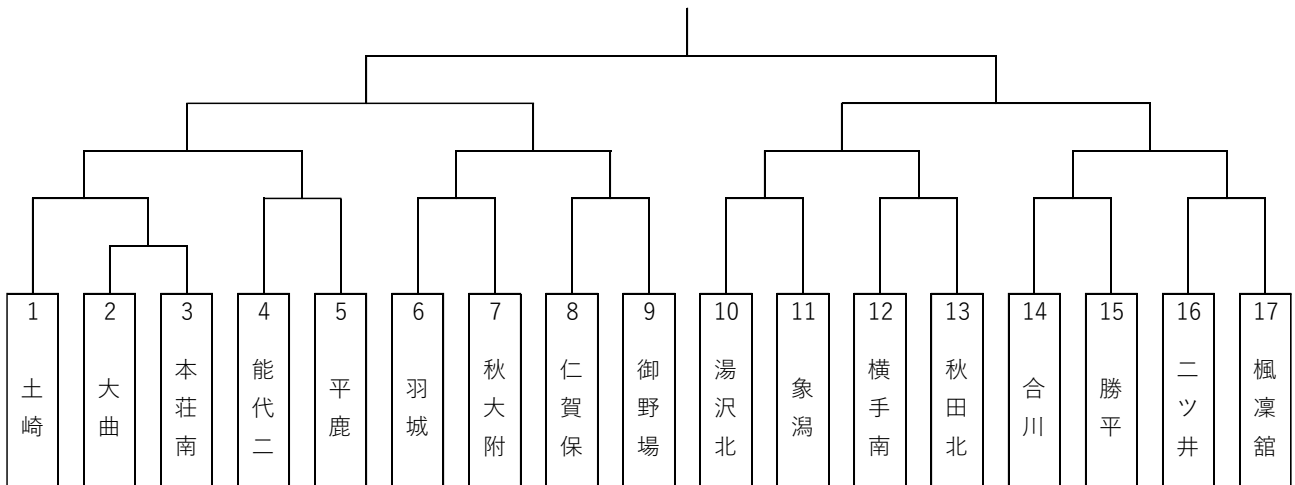 1
土崎
2
大曲
3
本荘南
4
能代二
5
平鹿
6
羽城
7
秋大附
8
仁賀保
9
御野場
10
湯沢北
11
象潟
12
横手南
13
秋田北
14
合川
15
勝平
16
二ツ井
17
楓凜舘